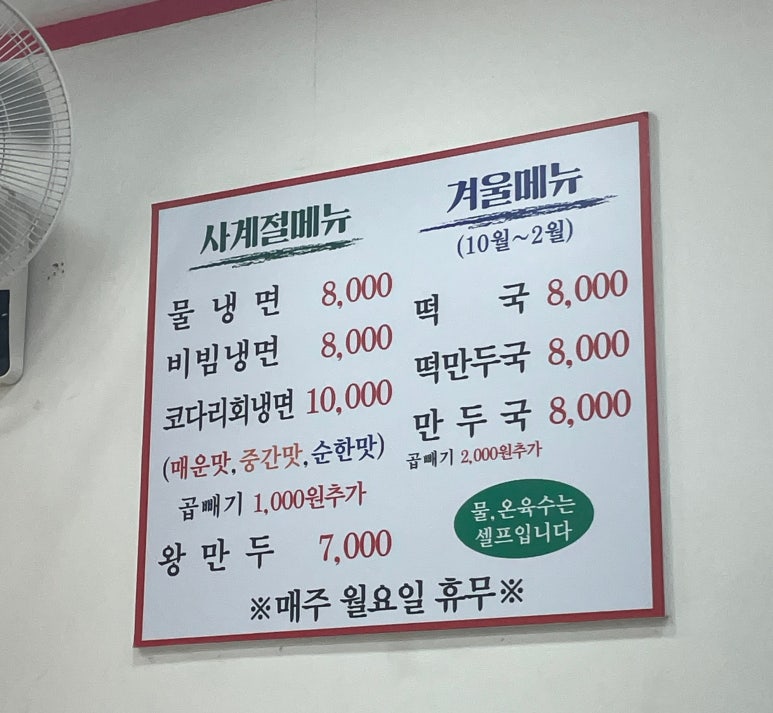 사계절메뉴
물 냉 면 8,000
비빔냉면 8,000
코다리회냉면 10,000
(매운맛,중간맛,순한맛)
곱빼기 1,000원추가
왕 만 두 7,000
겨울메뉴
(10월~2월)
떡 국 8,000
떡만두국 8,000
만 두 국 8,000
곱빼기 2,000원추가
물,온육수는
셀프입니다
※매주 월요일 휴무※